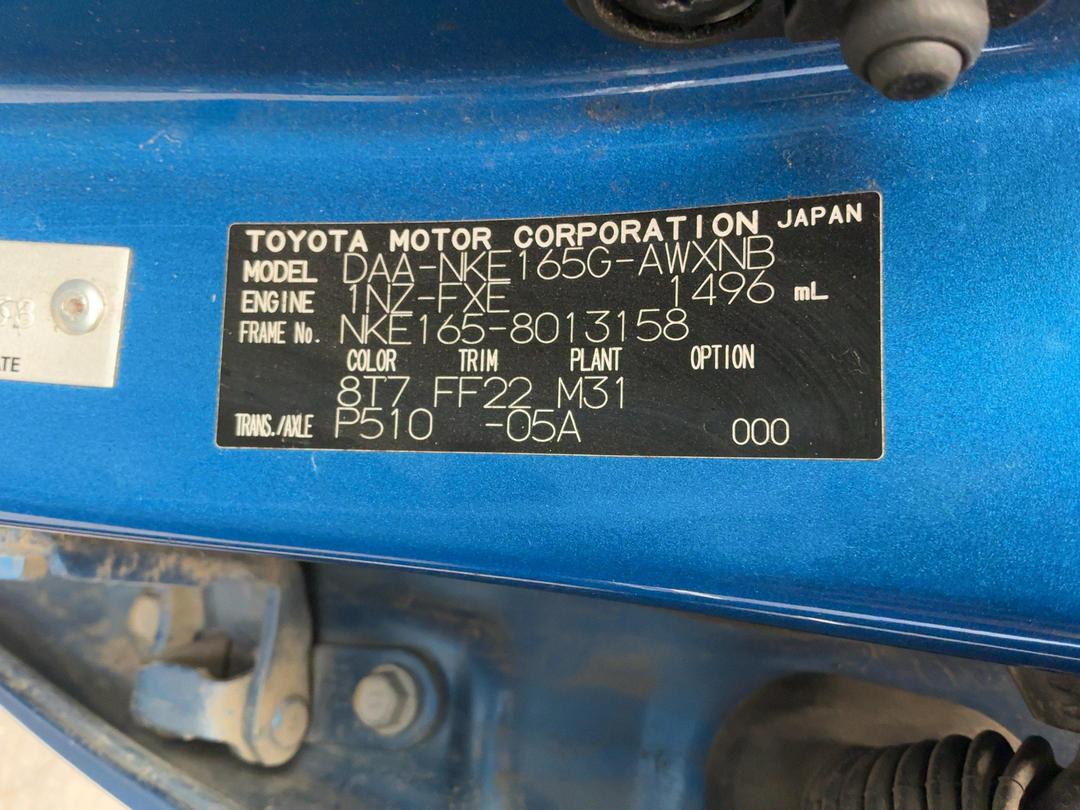 TOYOTA MOTOR CORPORATION JAPAN
MODEL DAA-NKE165G-AWXNB
ENGINE 1NZ-FXE 1496 mL
FRAME No. NKE165-8013158
COLOR TRIM PLANT OPTION
8T7 FF22 M31
TRANS./AXLE P510 -05A 000